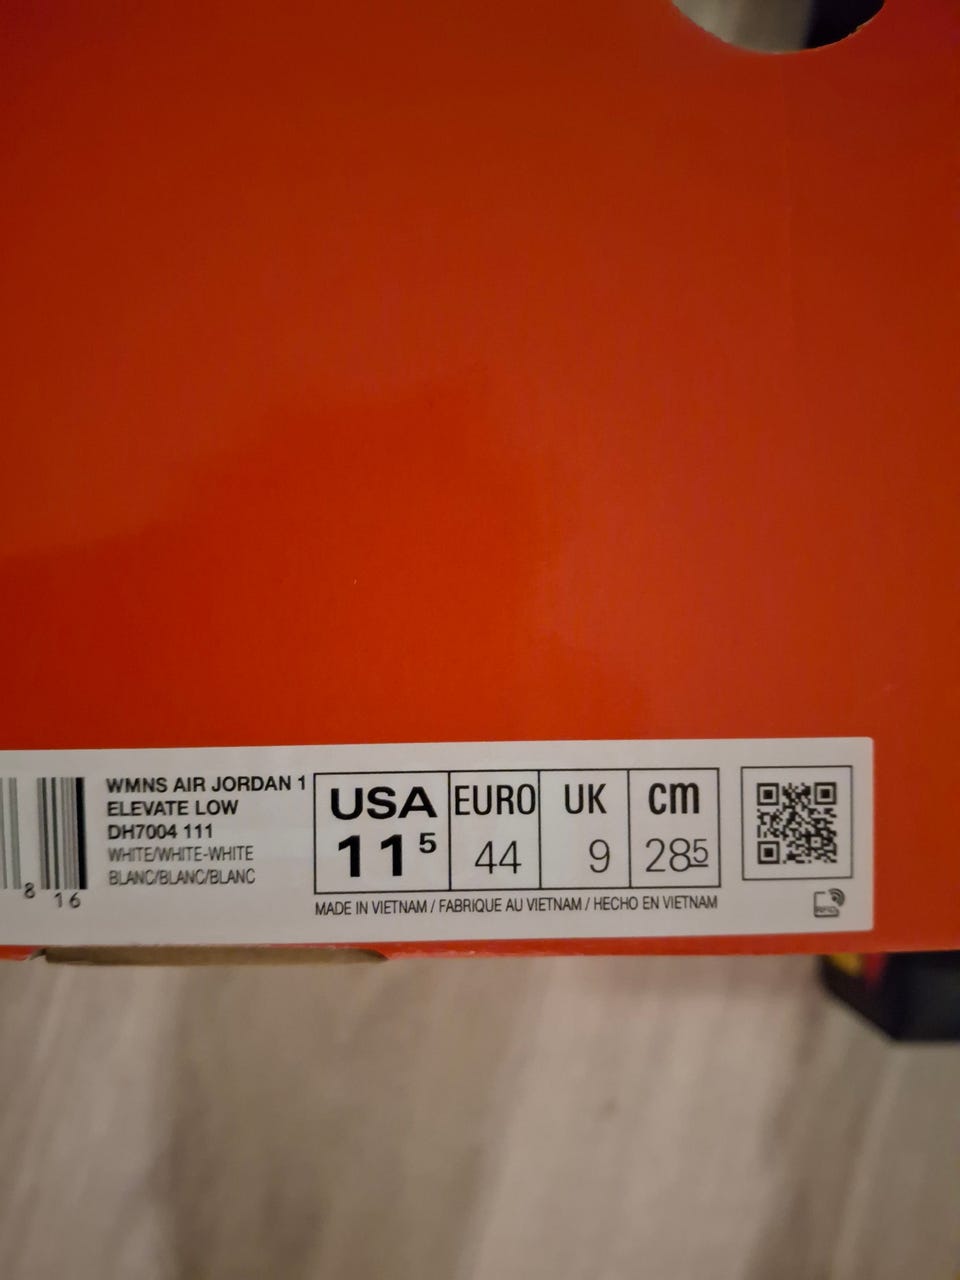 WMNS AIR JORDAN 1
ELEVATE LOW
DH7004 111
WHITE/WHITE-WHITE
BLANC/BLANC/BLANC
8
16
USA EURO UK cm
11 5 44 9 28 5
MADE IN VIETNAM / FABRIQUE AU VIETNAM / HECHO EN VIETNAM
RFID